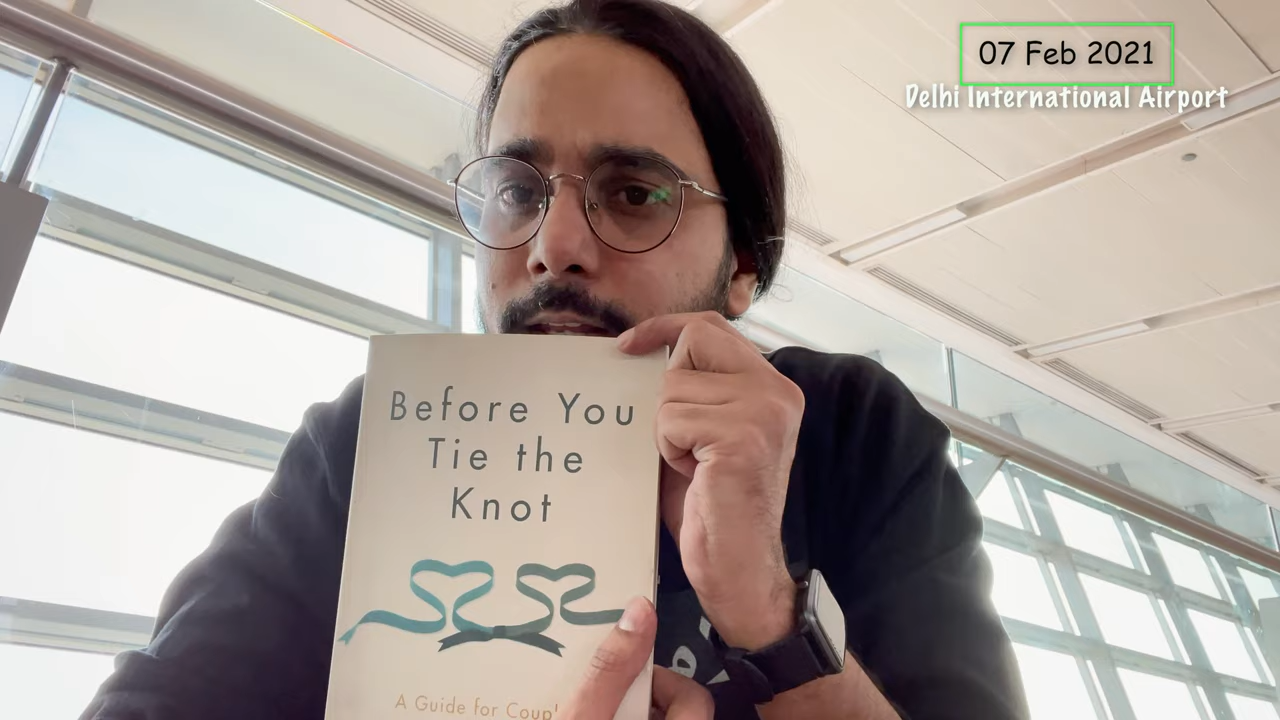 07 Feb 2021
Delhi International Airport
Before You
Tie the
Knot
A Guide for